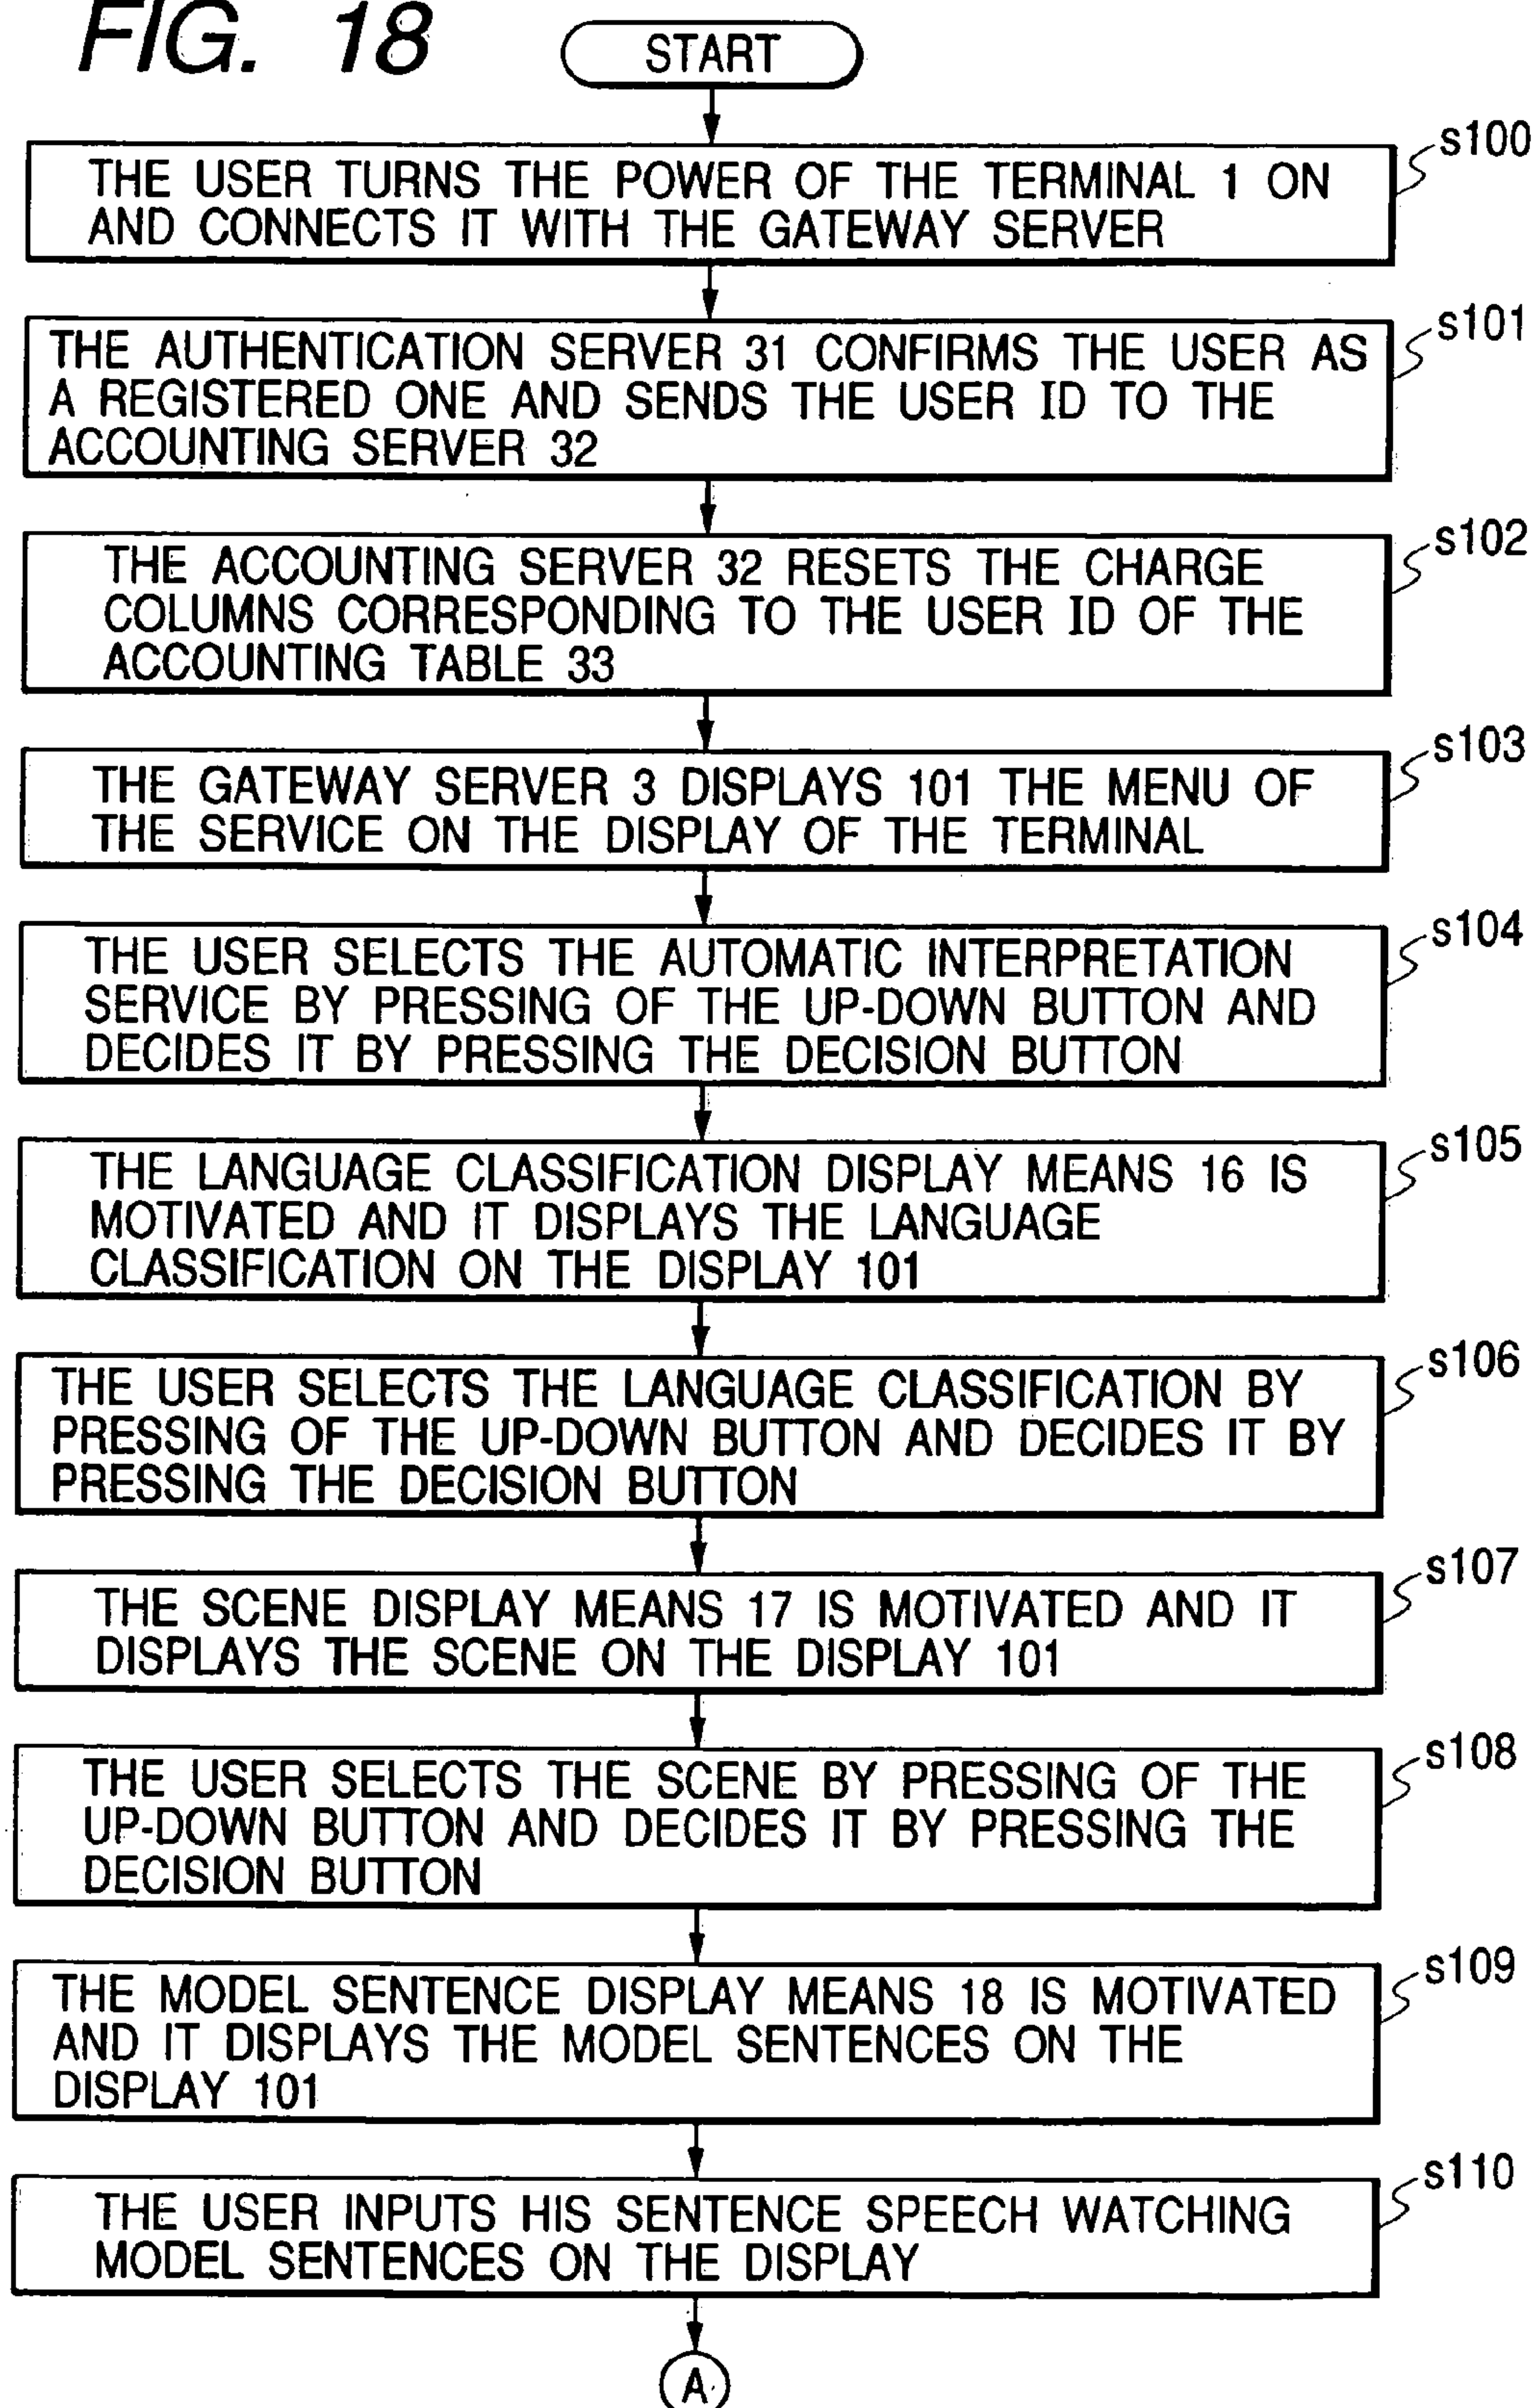 FIG. 18
START
s100
THE USER TURNS THE POWER OF THE TERMINAL 1 ON
AND CONNECTS IT WITH THE GATEWAY SERVER
s101
THE AUTHENTICATION SERVER 31 CONFIRMS THE USER AS
A REGISTERED ONE AND SENDS THE USER ID TO THE
ACCOUNTING SERVER 32
s102
THE ACCOUNTING SERVER 32 RESETS THE CHARGE
COLUMNS CORRESPONDING TO THE USER ID OF THE
ACCOUNTING TABLE 33
s103
THE GATEWAY SERVER 3 DISPLAYS 101 THE MENU OF
THE SERVICE ON THE DISPLAY OF THE TERMINAL
s104
THE USER SELECTS THE AUTOMATIC INTERPRETATION
SERVICE BY PRESSING OF THE UP-DOWN BUTTON AND
DECIDES IT BY PRESSING THE DECISION BUTTON
s105
THE LANGUAGE CLASSIFICATION DISPLAY MEANS 16 IS
MOTIVATED AND IT DISPLAYS THE LANGUAGE
CLASSIFICATION ON THE DISPLAY 101
s106
THE USER SELECTS THE LANGUAGE CLASSIFICATION BY
PRESSING OF THE UP-DOWN BUTTON AND DECIDES IT BY
PRESSING THE DECISION BUTTON
s107
THE SCENE DISPLAY MEANS 17 IS MOTIVATED AND IT
DISPLAYS THE SCENE ON THE DISPLAY 101
s108
THE USER SELECTS THE SCENE BY PRESSING OF THE
UP-DOWN BUTTON AND DECIDES IT BY PRESSING THE
DECISION BUTTON
s109
THE MODEL SENTENCE DISPLAY MEANS 18 IS MOTIVATED
AND IT DISPLAYS THE MODEL SENTENCES ON THE
DISPLAY 101
s110
THE USER INPUTS HIS SENTENCE SPEECH WATCHING
MODEL SENTENCES ON THE DISPLAY
A